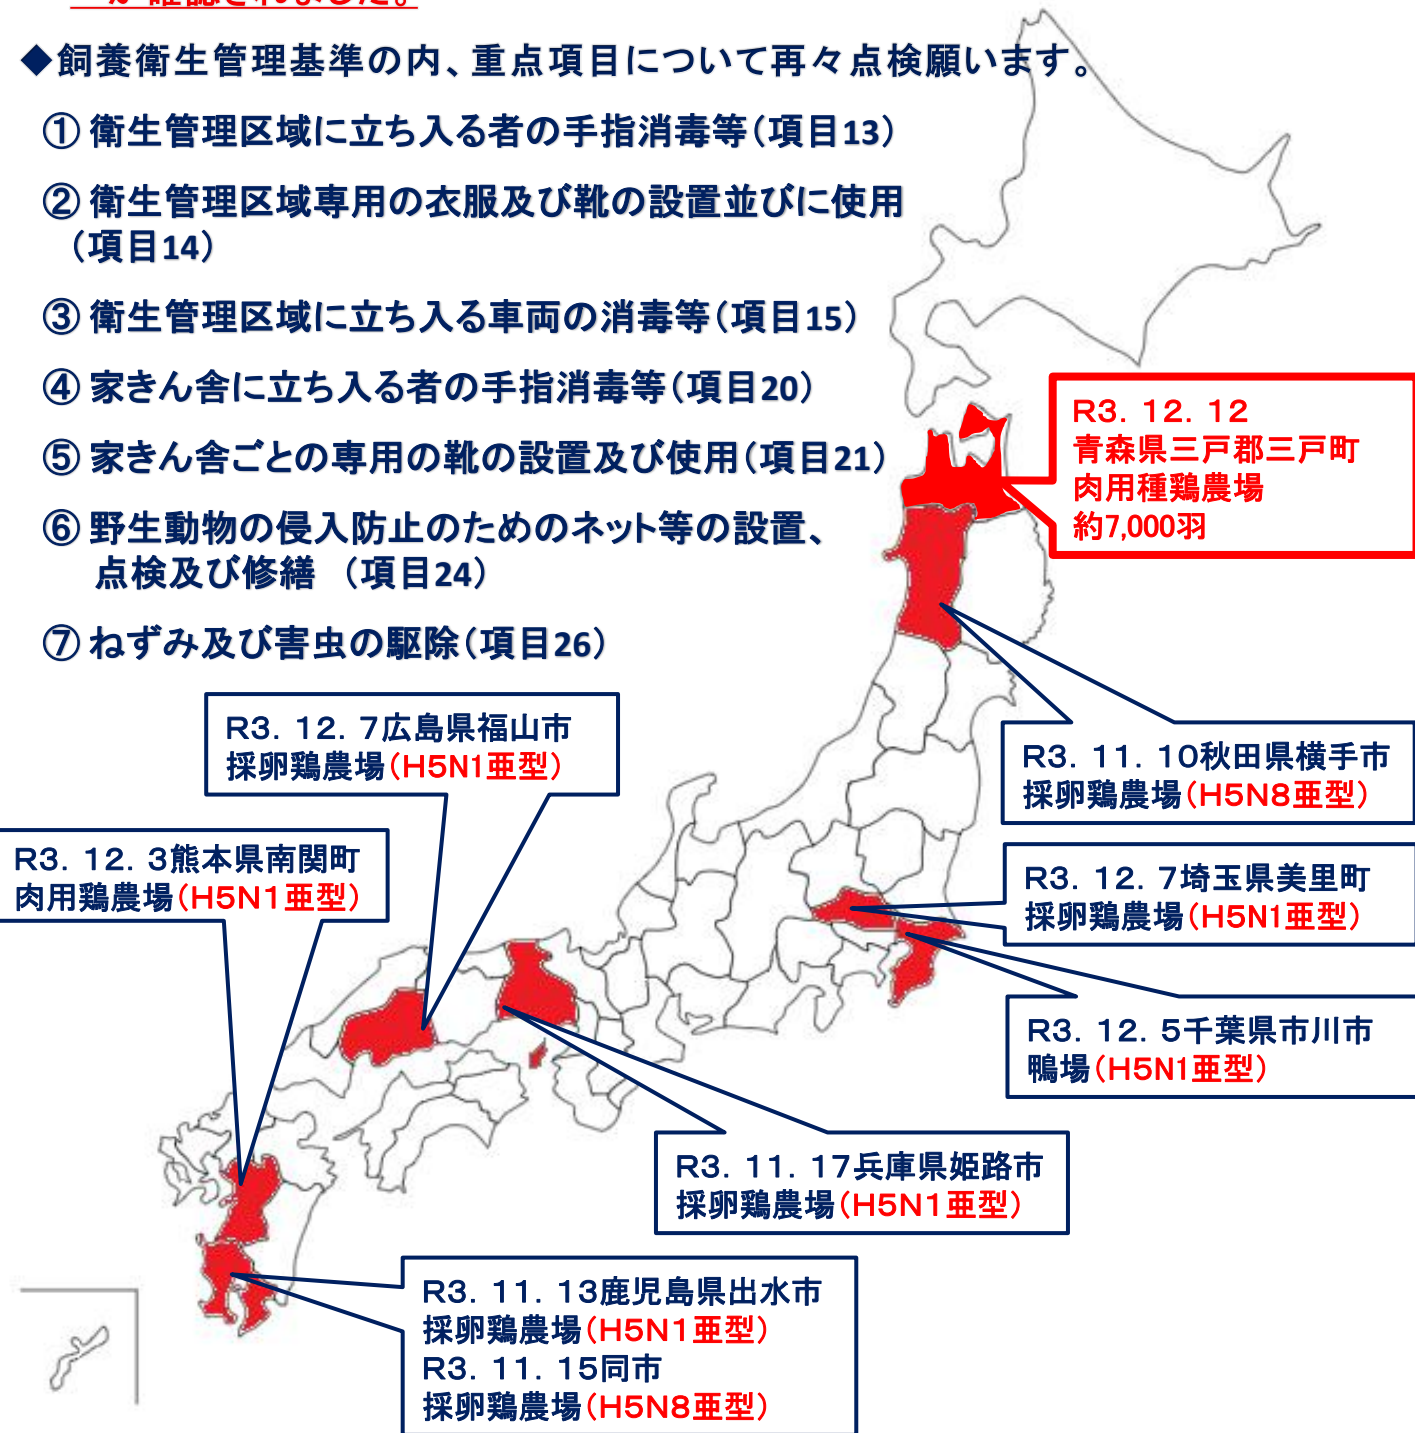 が確認されました。
◆飼養衛生管理基準の内、重点項目について再々点検願います。
① 衛生管理区域に立ち入る者の手指消毒等(項目13)
② 衛生管理区域専用の衣服及び靴の設置並びに使用
(項目14)
③ 衛生管理区域に立ち入る車両の消毒等(項目15)
④ 家きん舎に立ち入る者の手指消毒等(項目20)
⑤ 家きん舎ごとの専用の靴の設置及び使用(項目21)
⑥ 野生動物の侵入防止のためのネット等の設置、
点検及び修繕 (項目24)
⑦ ねずみ及び害虫の駆除(項目26)
R3. 12. 12
青森県三戸郡三戸町
肉用種鶏農場
約7,000羽
R3. 12. 7広島県福山市
採卵鶏農場(H5N1亜型)
R3. 11. 10秋田県横手市
採卵鶏農場(H5N8亜型)
R3. 12. 3熊本県南関町
肉用鶏農場(H5N1亜型)
R3. 12. 7埼玉県美里町
採卵鶏農場(H5N1亜型)
R3. 12. 5千葉県市川市
鴨場(H5N1亜型)
R3. 11. 17兵庫県姫路市
採卵鶏農場(H5N1亜型)
R3. 11. 13鹿児島県出水市
採卵鶏農場(H5N1亜型)
R3. 11. 15同市
採卵鶏農場(H5N8亜型)